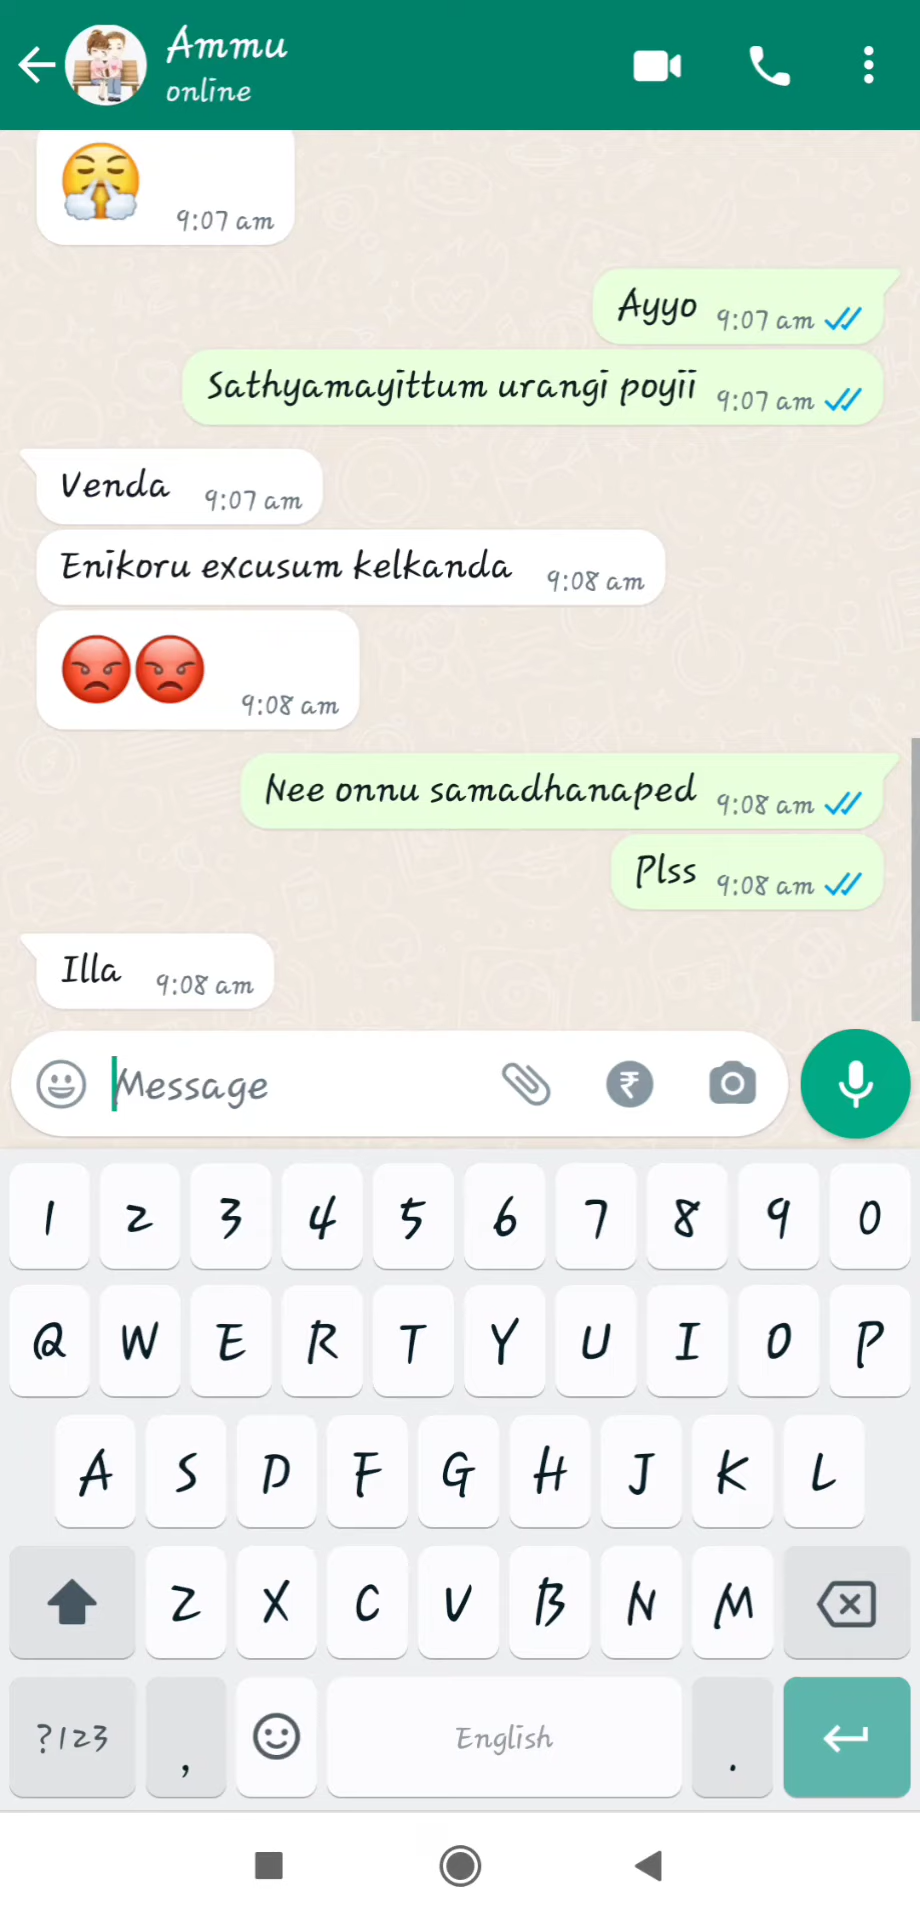 Ammu
online
9:07 am
Ayyo 9:07 am
Sathyamayittum urangi poyii 9:07 am
Venda 9:07 am
Enikoru excusum kelkanda 9:08 am
9:08 am
Nee onnu samadhanaped 9:08 am
Plss 9:08 am
Illa 9:08 am
Message
1 2 3 4 5 6 7 8 9 0
Q W E R T Y U I O P
A S D F G H J K L
Z X C V B N M
?123 , English .